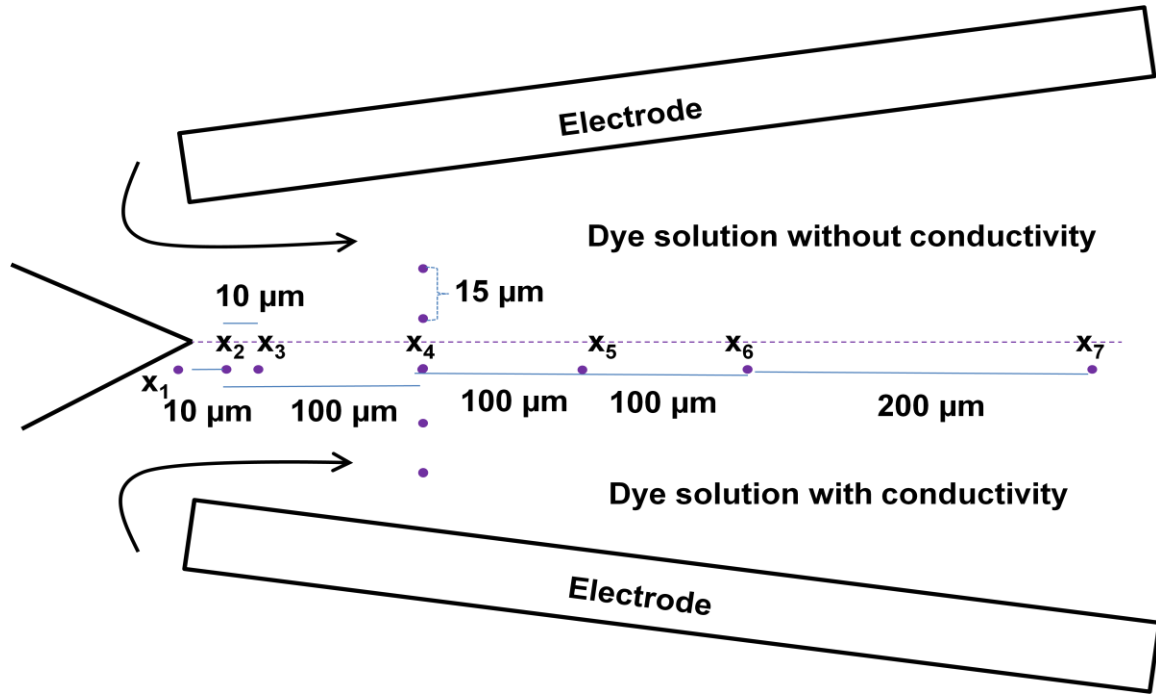 Electrode
Dye solution without conductivity
10 µm
15 µm
x₂ x₃ x₄ x₅ x₆ x₇
x₁
10 µm 100 µm 100 µm 100 µm 200 µm
Dye solution with conductivity
Electrode